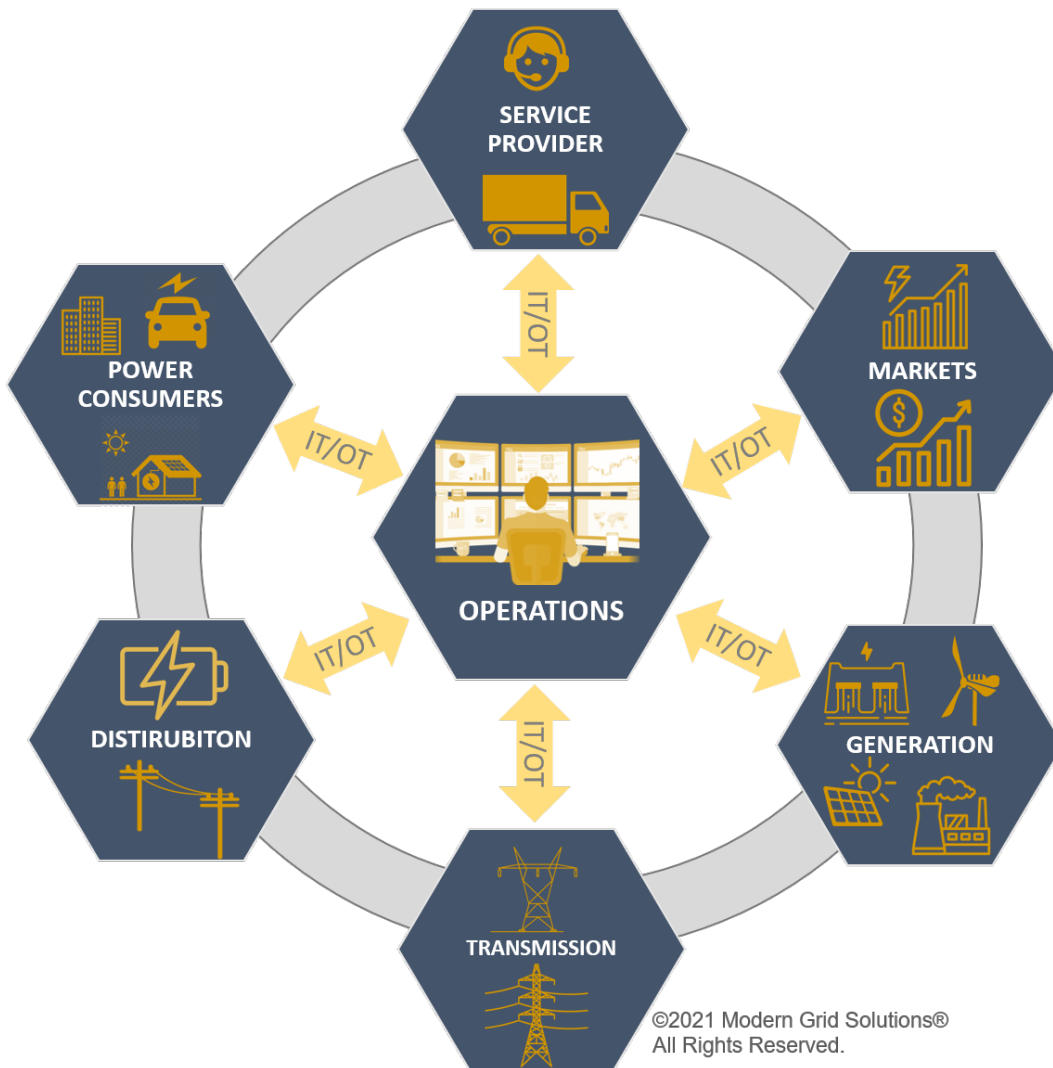 SERVICE
PROVIDER
IT/OT
POWER
CONSUMERS
$
MARKETS
IT/OT
IT/OT
OPERATIONS
IT/OT
IT/OT
DISTIRUBITON
GENERATION
IT/OT
TRANSMISSION
©2021 Modern Grid Solutions®
All Rights Reserved.